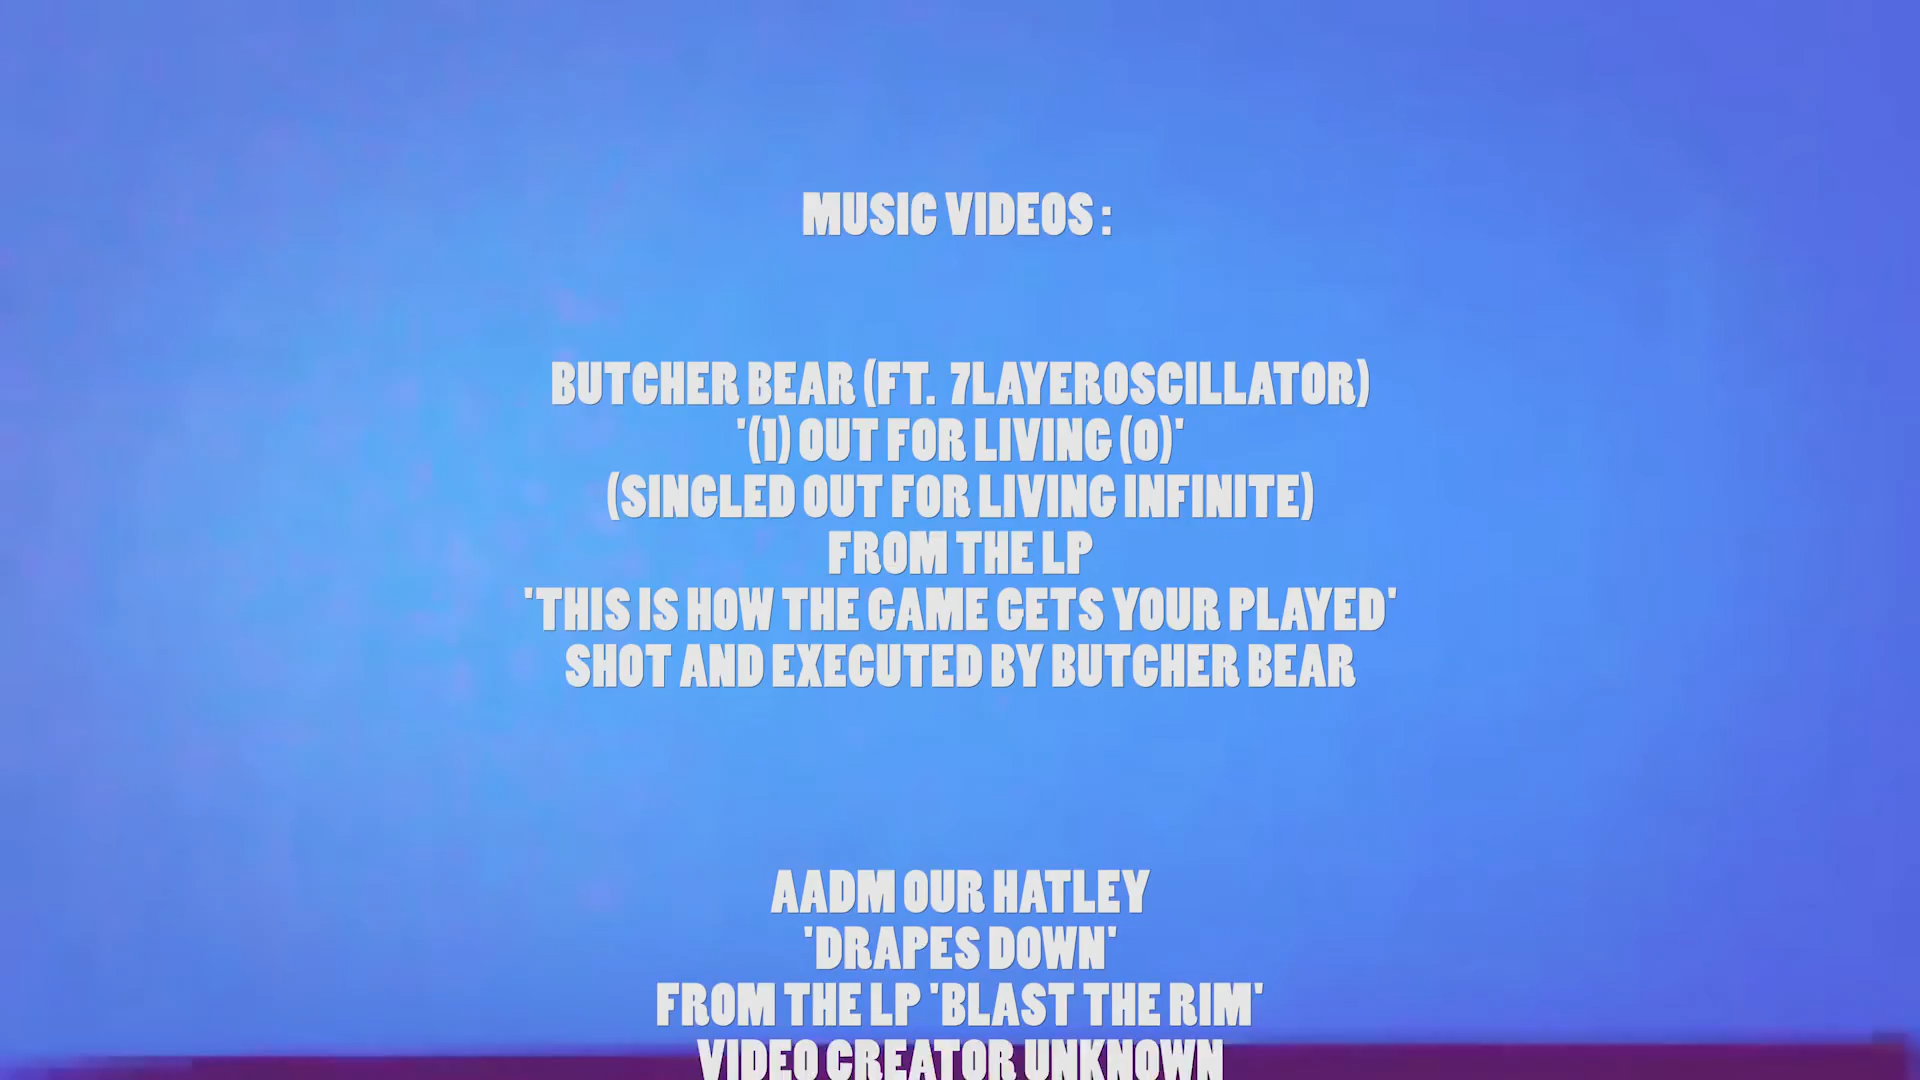 MUSIC VIDEOS :
BUTCHER BEAR (FT. 7LAYEROSCILLATOR)
'(1) OUT FOR LIVING (0)'
(SINGLED OUT FOR LIVING INFINITE)
FROM THE LP
'THIS IS HOW THE GAME GETS YOUR PLAYED'
SHOT AND EXECUTED BY BUTCHER BEAR
AADM OUR HATLEY
'DRAPES DOWN'
FROM THE LP 'BLAST THE RIM'
VIDEO CREATOR UNKNOWN